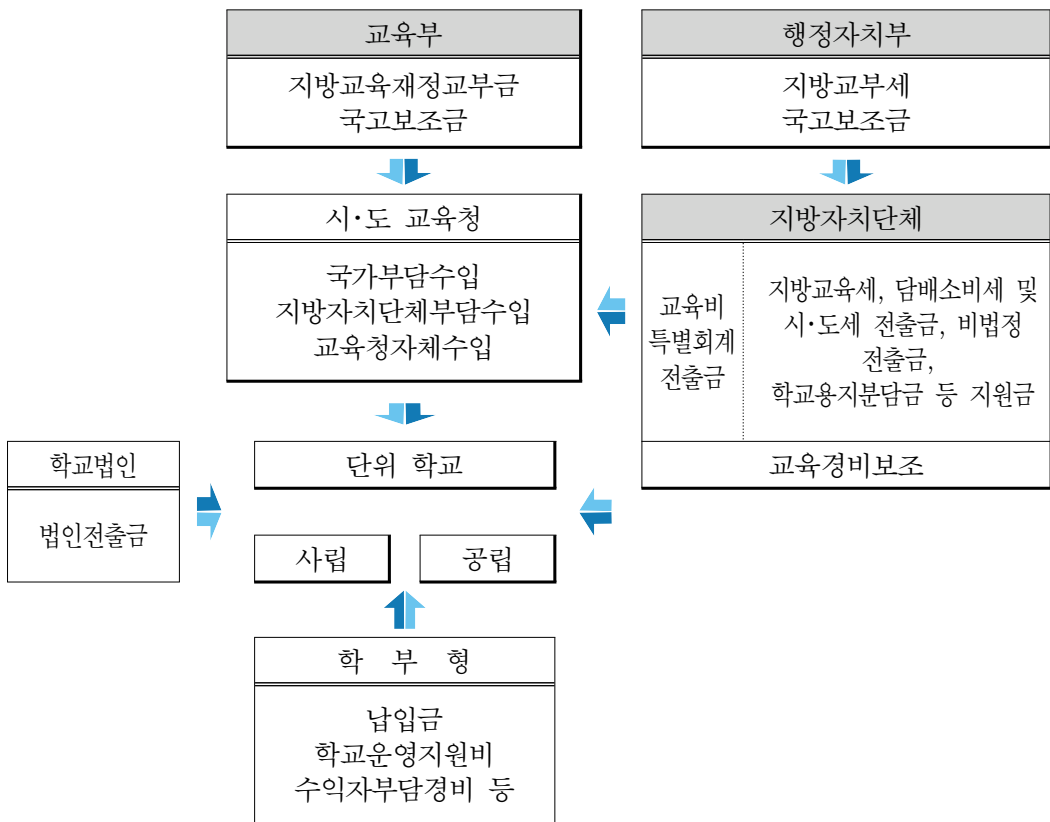 교육부
지방교육재정교부금
국고보조금
행정자치부
지방교부세
국고보조금
시·도 교육청
국가부담수입
지방자치단체부담수입
교육청자체수입
지방자치단체
교육비
특별회계
전출금
지방교육세, 담배소비세 및
시·도세 전출금, 비법정
전출금,
학교용지분담금 등 지원금
교육경비보조
학교법인
법인전출금
단위 학교
사립
공립
학 부 형
납입금
학교운영지원비
수익자부담경비 등